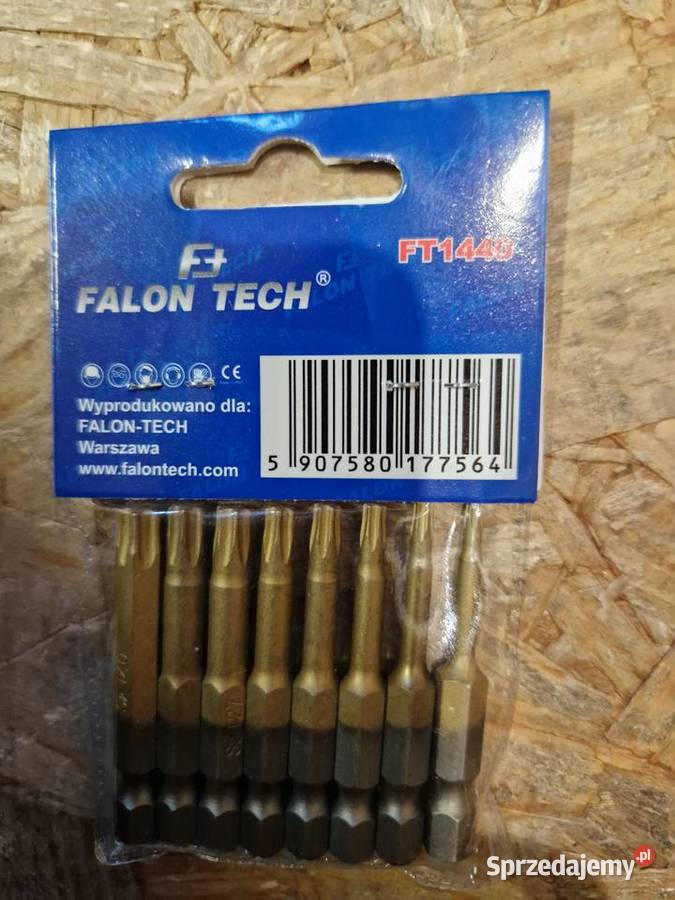 FALON TECH®
FT1440
CE
Wyprodukowano dla:
FALON-TECH
Warszawa
www.falontech.com
5 907580 177564
Sprzedajemy.pl